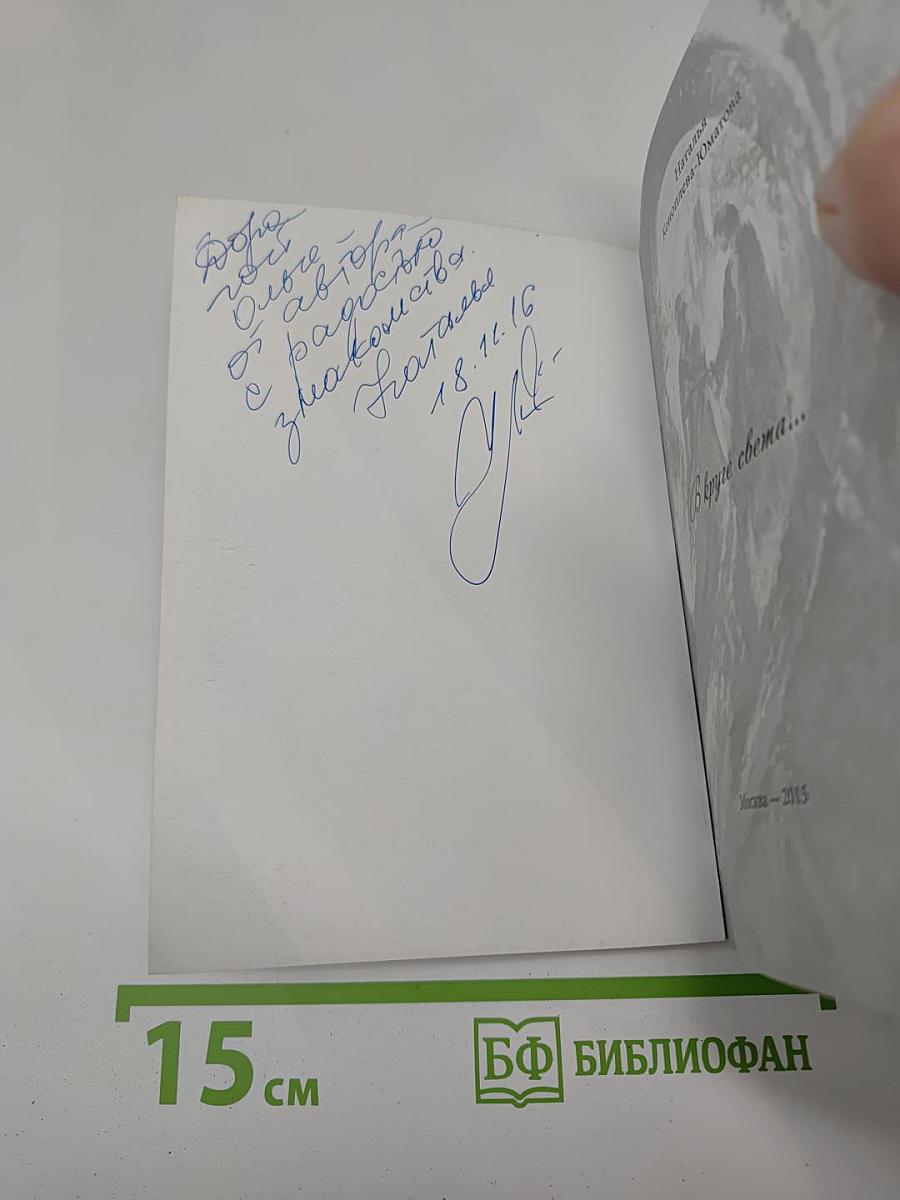 Доро-
гой
Ольге -
от автора -
с радостью
знакомства.
Наталья
18.11.16
Наталья
Коноплева-Юматова
В круге света...
Москва — 2015
15 см
БФ БИБЛИОФАН